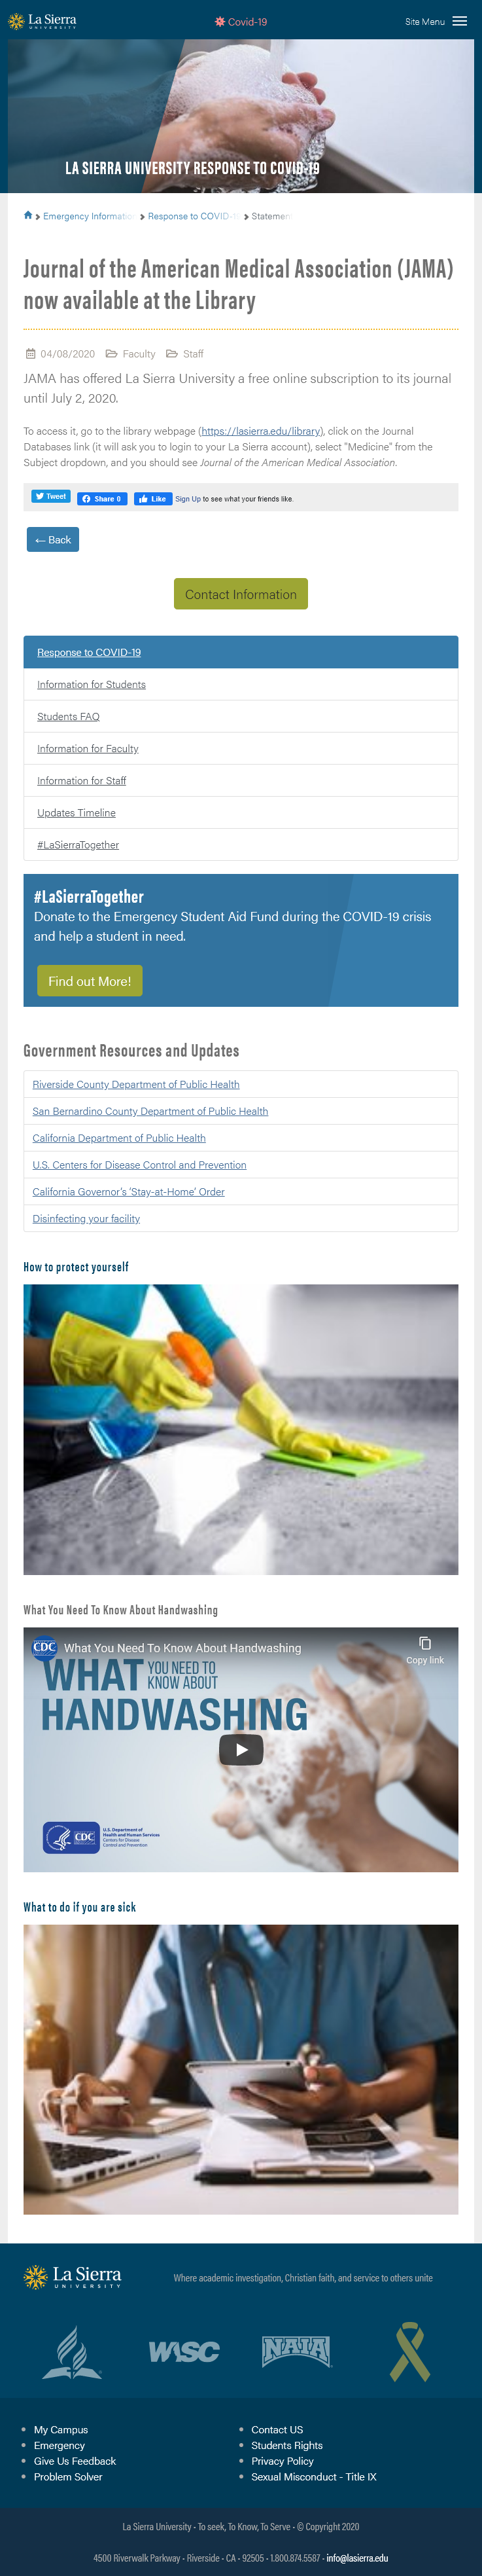 La Sierra
UNIVERSITY
Covid-19
Site Menu
LA SIERRA UNIVERSITY RESPONSE TO COVID-19
Emergency Information
Response to COVID-1
Statement
Journal of the American Medical Association (JAMA)
now available at the Library
04/08/2020 Faculty Staff
JAMA has offered La Sierra University a free online subscription to its journal
until July 2, 2020.
To access it, go to the library webpage (https://lasierra.edu/library), click on the Journal
Databases link (it will ask you to login to your La Sierra account), select "Medicine" from the
Subject dropdown, and you should see Journal of the American Medical Association.
Tweet Share 0 Like Sign Up to see what your friends like.
← Back
Contact Information
Response to COVID-19
Information for Students
Students FAQ
Information for Faculty
Information for Staff
Updates Timeline
#LaSierraTogether
#LaSierraTogether
Donate to the Emergency Student Aid Fund during the COVID-19 crisis
and help a student in need.
Find out More!
Government Resources and Updates
Riverside County Department of Public Health
San Bernardino County Department of Public Health
California Department of Public Health
U.S. Centers for Disease Control and Prevention
California Governor's 'Stay-at-Home' Order
Disinfecting your facility
How to protect yourself
What You Need To Know About Handwashing
CDC What You Need To Know About Handwashing
Copy link
WHAT YOU NEED TO
KNOW ABOUT
HANDWASHING
CDC
U.S. Department of
Health and Human Services
Centers for Disease
Control and Prevention
What to do if you are sick
La Sierra
UNIVERSITY
Where academic investigation, Christian faith, and service to others unite
WISC
NAIA
My Campus
Emergency
Give Us Feedback
Problem Solver
Contact US
Students Rights
Privacy Policy
Sexual Misconduct - Title IX
La Sierra University - To seek, To Know, To Serve - © Copyright 2020
4500 Riverwalk Parkway - Riverside - CA - 92505 - 1.800.874.5587 - info@lasierra.edu